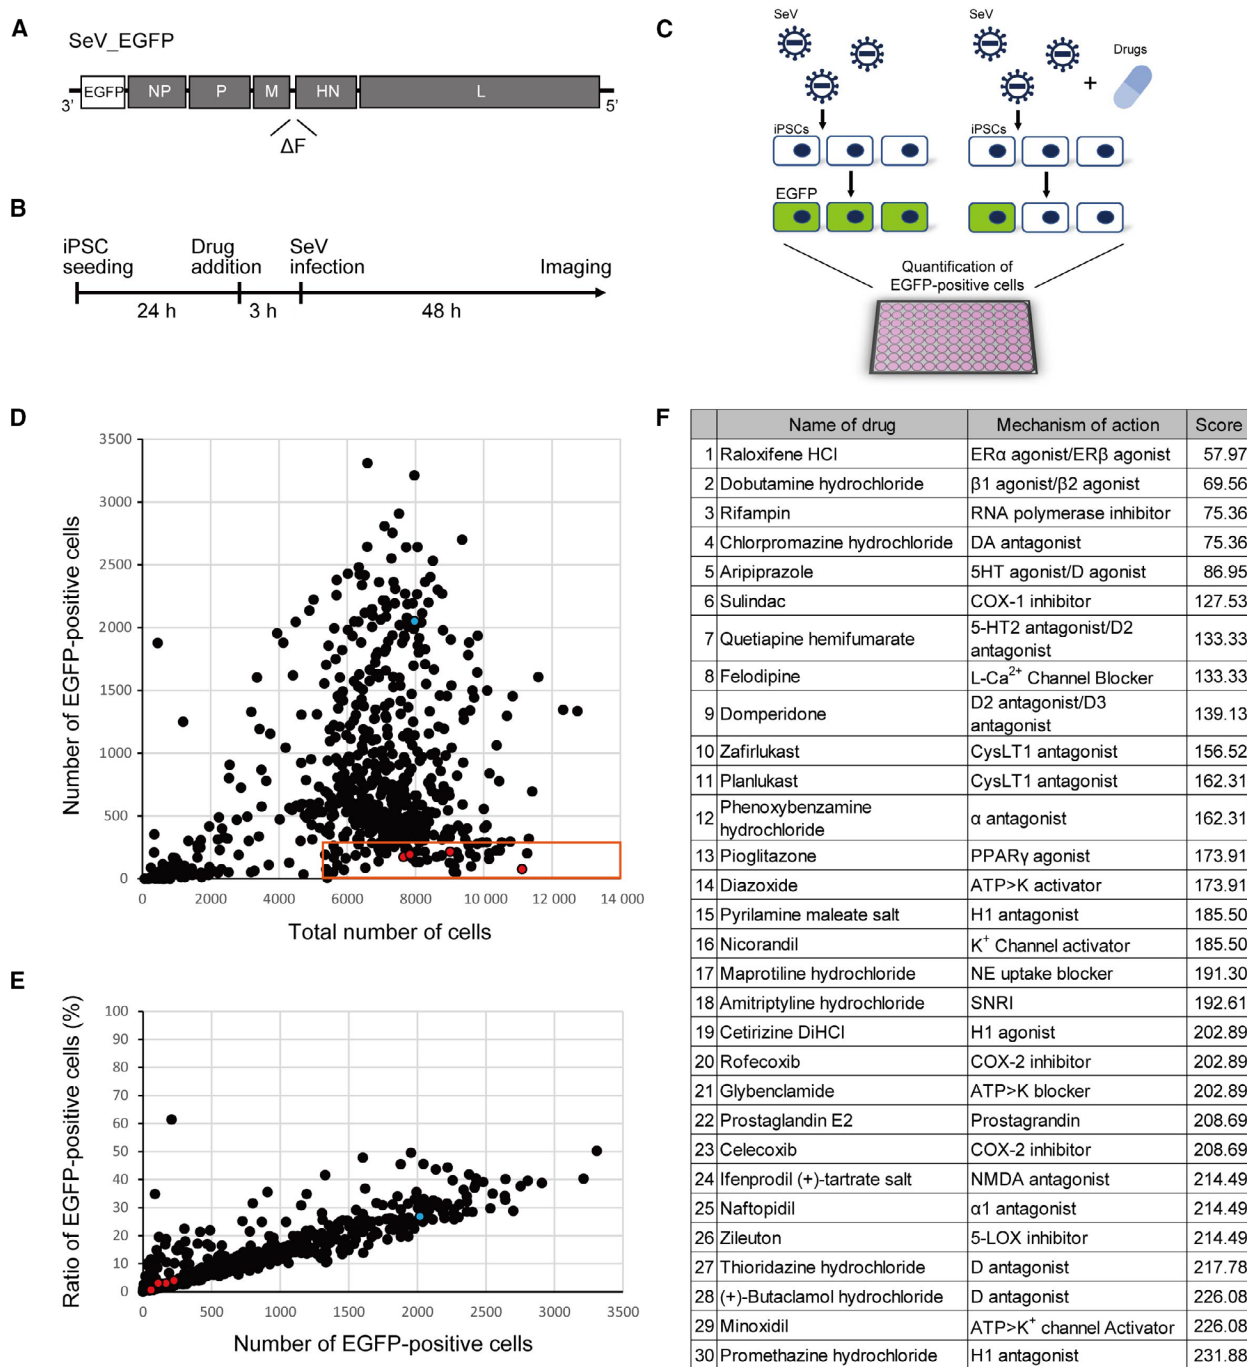 A
SeV_EGFP
3'
EGFP NP P M HN L
5'
ΔF
B
iPSC seeding
Drug addition
SeV infection
Imaging
24 h
3 h
48 h
C
SeV
SeV
Drugs
+
iPSCs
iPSCs
EGFP
Quantification of
EGFP-positive cells
D
Number of EGFP-positive cells
3500
3000
2500
2000
1500
1000
500
0
0 2000 4000 6000 8000 10 000 12 000 14 000
Total number of cells
E
Ratio of EGFP-positive cells (%)
100
90
80
70
60
50
40
30
20
10
0
0 500 1000 1500 2000 2500 3000 3500
Number of EGFP-positive cells
F
Name of drug Mechanism of action Score
1 Raloxifene HCl ERα agonist/ERβ agonist 57.97
2 Dobutamine hydrochloride β1 agonist/β2 agonist 69.56
3 Rifampin RNA polymerase inhibitor 75.36
4 Chlorpromazine hydrochloride DA antagonist 75.36
5 Aripiprazole 5HT agonist/D agonist 86.95
6 Sulindac COX-1 inhibitor 127.53
7 Quetiapine hemifumarate 5-HT2 antagonist/D2 antagonist 133.33
8 Felodipine L-Ca2+ Channel Blocker 133.33
9 Domperidone D2 antagonist/D3 antagonist 139.13
10 Zafirlukast CysLT1 antagonist 156.52
11 Planlukast CysLT1 antagonist 162.31
12 Phenoxybenzamine hydrochloride α antagonist 162.31
13 Pioglitazone PPARγ agonist 173.91
14 Diazoxide ATP>K activator 173.91
15 Pyrilamine maleate salt H1 antagonist 185.50
16 Nicorandil K+ Channel activator 185.50
17 Maprotiline hydrochloride NE uptake blocker 191.30
18 Amitriptyline hydrochloride SNRI 192.61
19 Cetirizine DiHCl H1 agonist 202.89
20 Rofecoxib COX-2 inhibitor 202.89
21 Glybenclamide ATP>K blocker 202.89
22 Prostaglandin E2 Prostagrandin 208.69
23 Celecoxib COX-2 inhibitor 208.69
24 Ifenprodil (+)-tartrate salt NMDA antagonist 214.49
25 Naftopidil α1 antagonist 214.49
26 Zileuton 5-LOX inhibitor 214.49
27 Thioridazine hydrochloride D antagonist 217.78
28 (+)-Butaclamol hydrochloride D antagonist 226.08
29 Minoxidil ATP>K+ channel Activator 226.08
30 Promethazine hydrochloride H1 antagonist 231.88